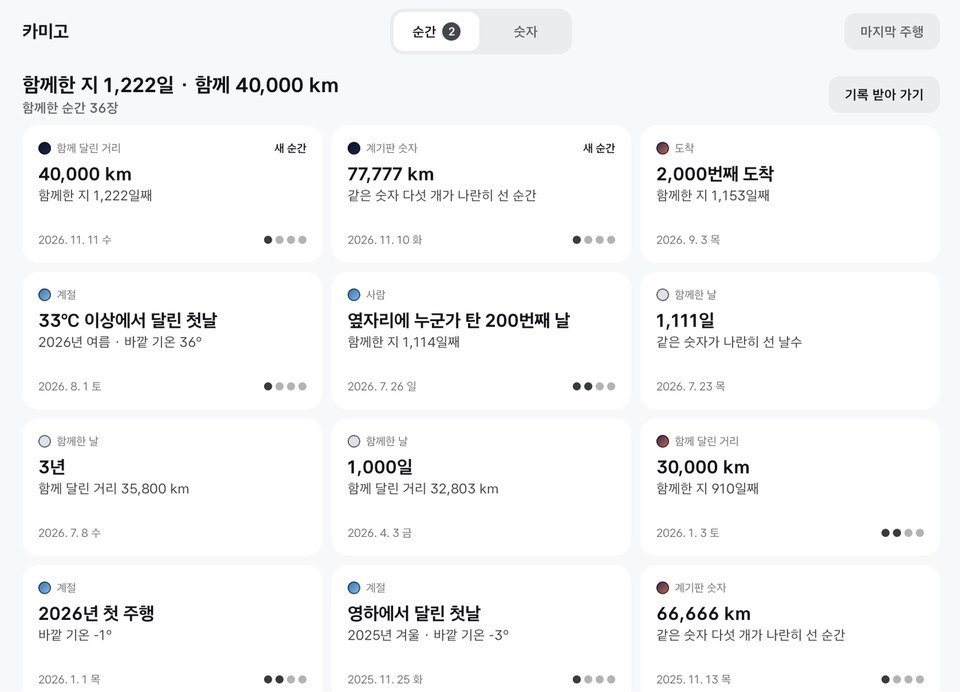 카미고
순간 2
숫자
마지막 주행
함께한 지 1,222일 · 함께 40,000 km
함께한 순간 36장
기록 받아 가기
함께 달린 거리
새 순간
40,000 km
함께한 지 1,222일째
2026. 11. 11 수
계기판 숫자
새 순간
77,777 km
같은 숫자 다섯 개가 나란히 선 순간
2026. 11. 10 화
도착
2,000번째 도착
함께한 지 1,153일째
2026. 9. 3 목
계절
33°C 이상에서 달린 첫날
2026년 여름 · 바깥 기온 36°
2026. 8. 1 토
사람
옆자리에 누군가 탄 200번째 날
함께한 지 1,114일째
2026. 7. 26 일
함께한 날
1,111일
같은 숫자가 나란히 선 날수
2026. 7. 23 목
함께한 날
3년
함께 달린 거리 35,800 km
2026. 7. 8 수
함께한 날
1,000일
함께 달린 거리 32,803 km
2026. 4. 3 금
함께 달린 거리
30,000 km
함께한 지 910일째
2026. 1. 3 토
계절
2026년 첫 주행
바깥 기온 -1°
2026. 1. 1 목
계절
영하에서 달린 첫날
2025년 겨울 · 바깥 기온 -3°
2025. 11. 25 화
계기판 숫자
66,666 km
같은 숫자 다섯 개가 나란히 선 순간
2025. 11. 13 목